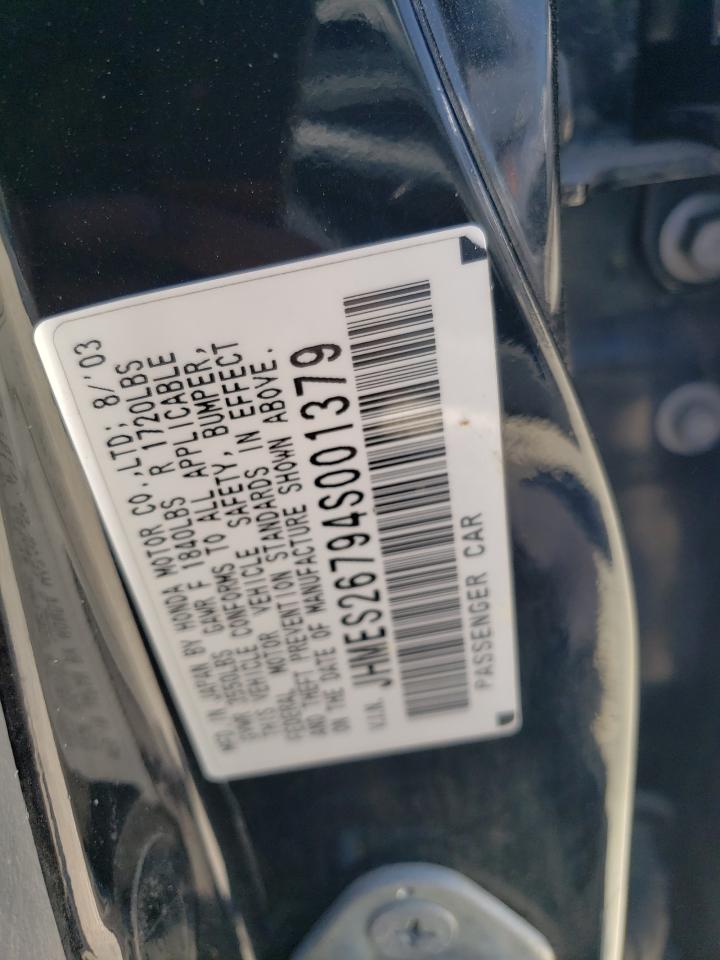 MFD. IN JAPAN BY HONDA MOTOR CO., LTD; 8/'03
GVWR 3550LBS GAWR F 1840LBS R 1720LBS
THIS VEHICLE CONFORMS TO ALL APPLICABLE
FEDERAL MOTOR VEHICLE SAFETY, BUMPER,
AND THEFT PREVENTION STANDARDS IN EFFECT
ON THE DATE OF MANUFACTURE SHOWN ABOVE.
V.I.N. JHMES26794S001379
PASSENGER CAR